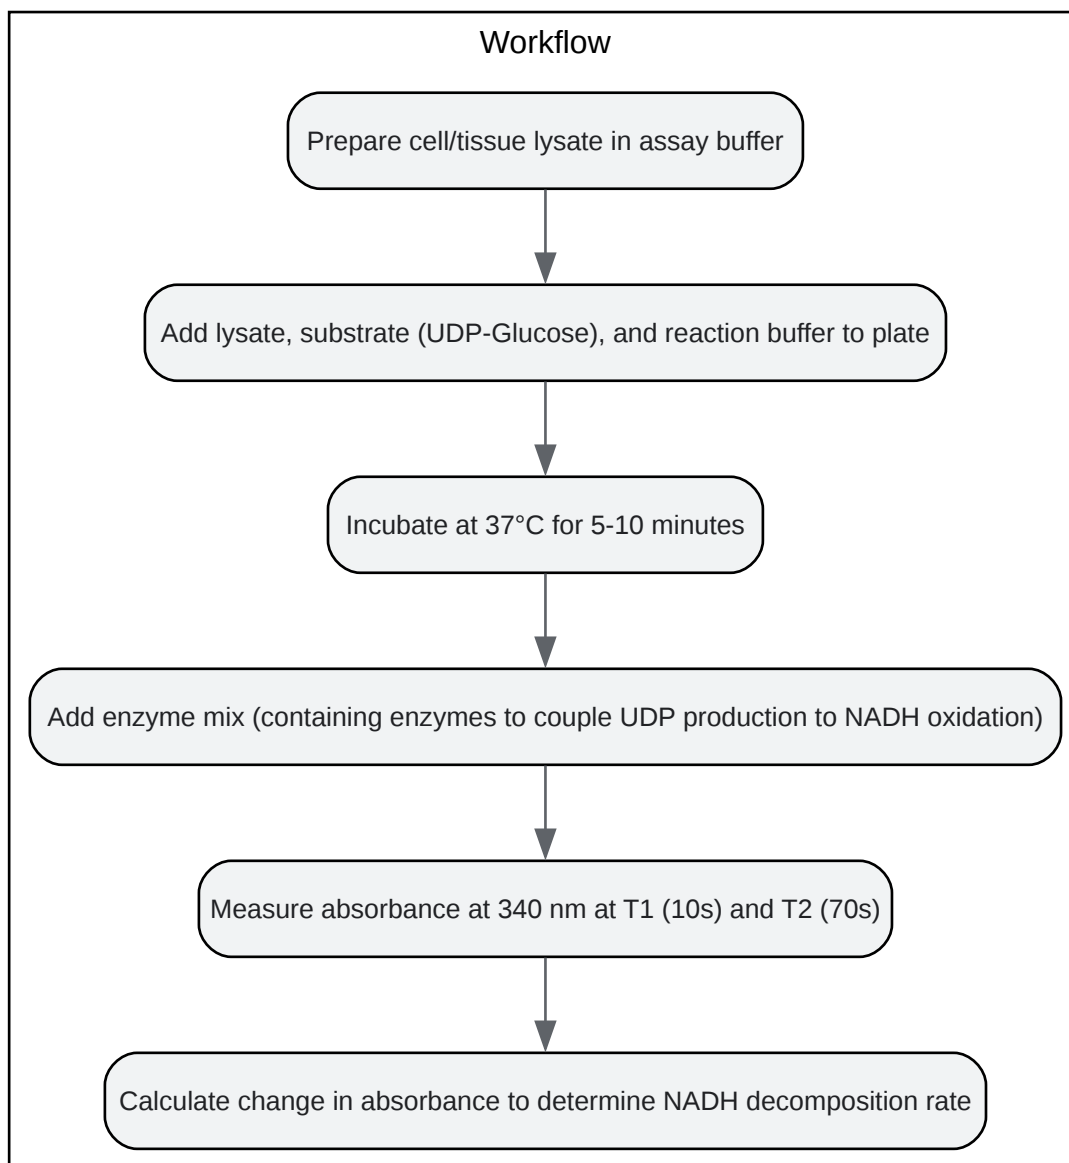 Workflow
Prepare cell/tissue lysate in assay buffer
Add lysate, substrate (UDP-Glucose), and reaction buffer to plate
Incubate at 37°C for 5-10 minutes
Add enzyme mix (containing enzymes to couple UDP production to NADH oxidation)
Measure absorbance at 340 nm at T1 (10s) and T2 (70s)
Calculate change in absorbance to determine NADH decomposition rate